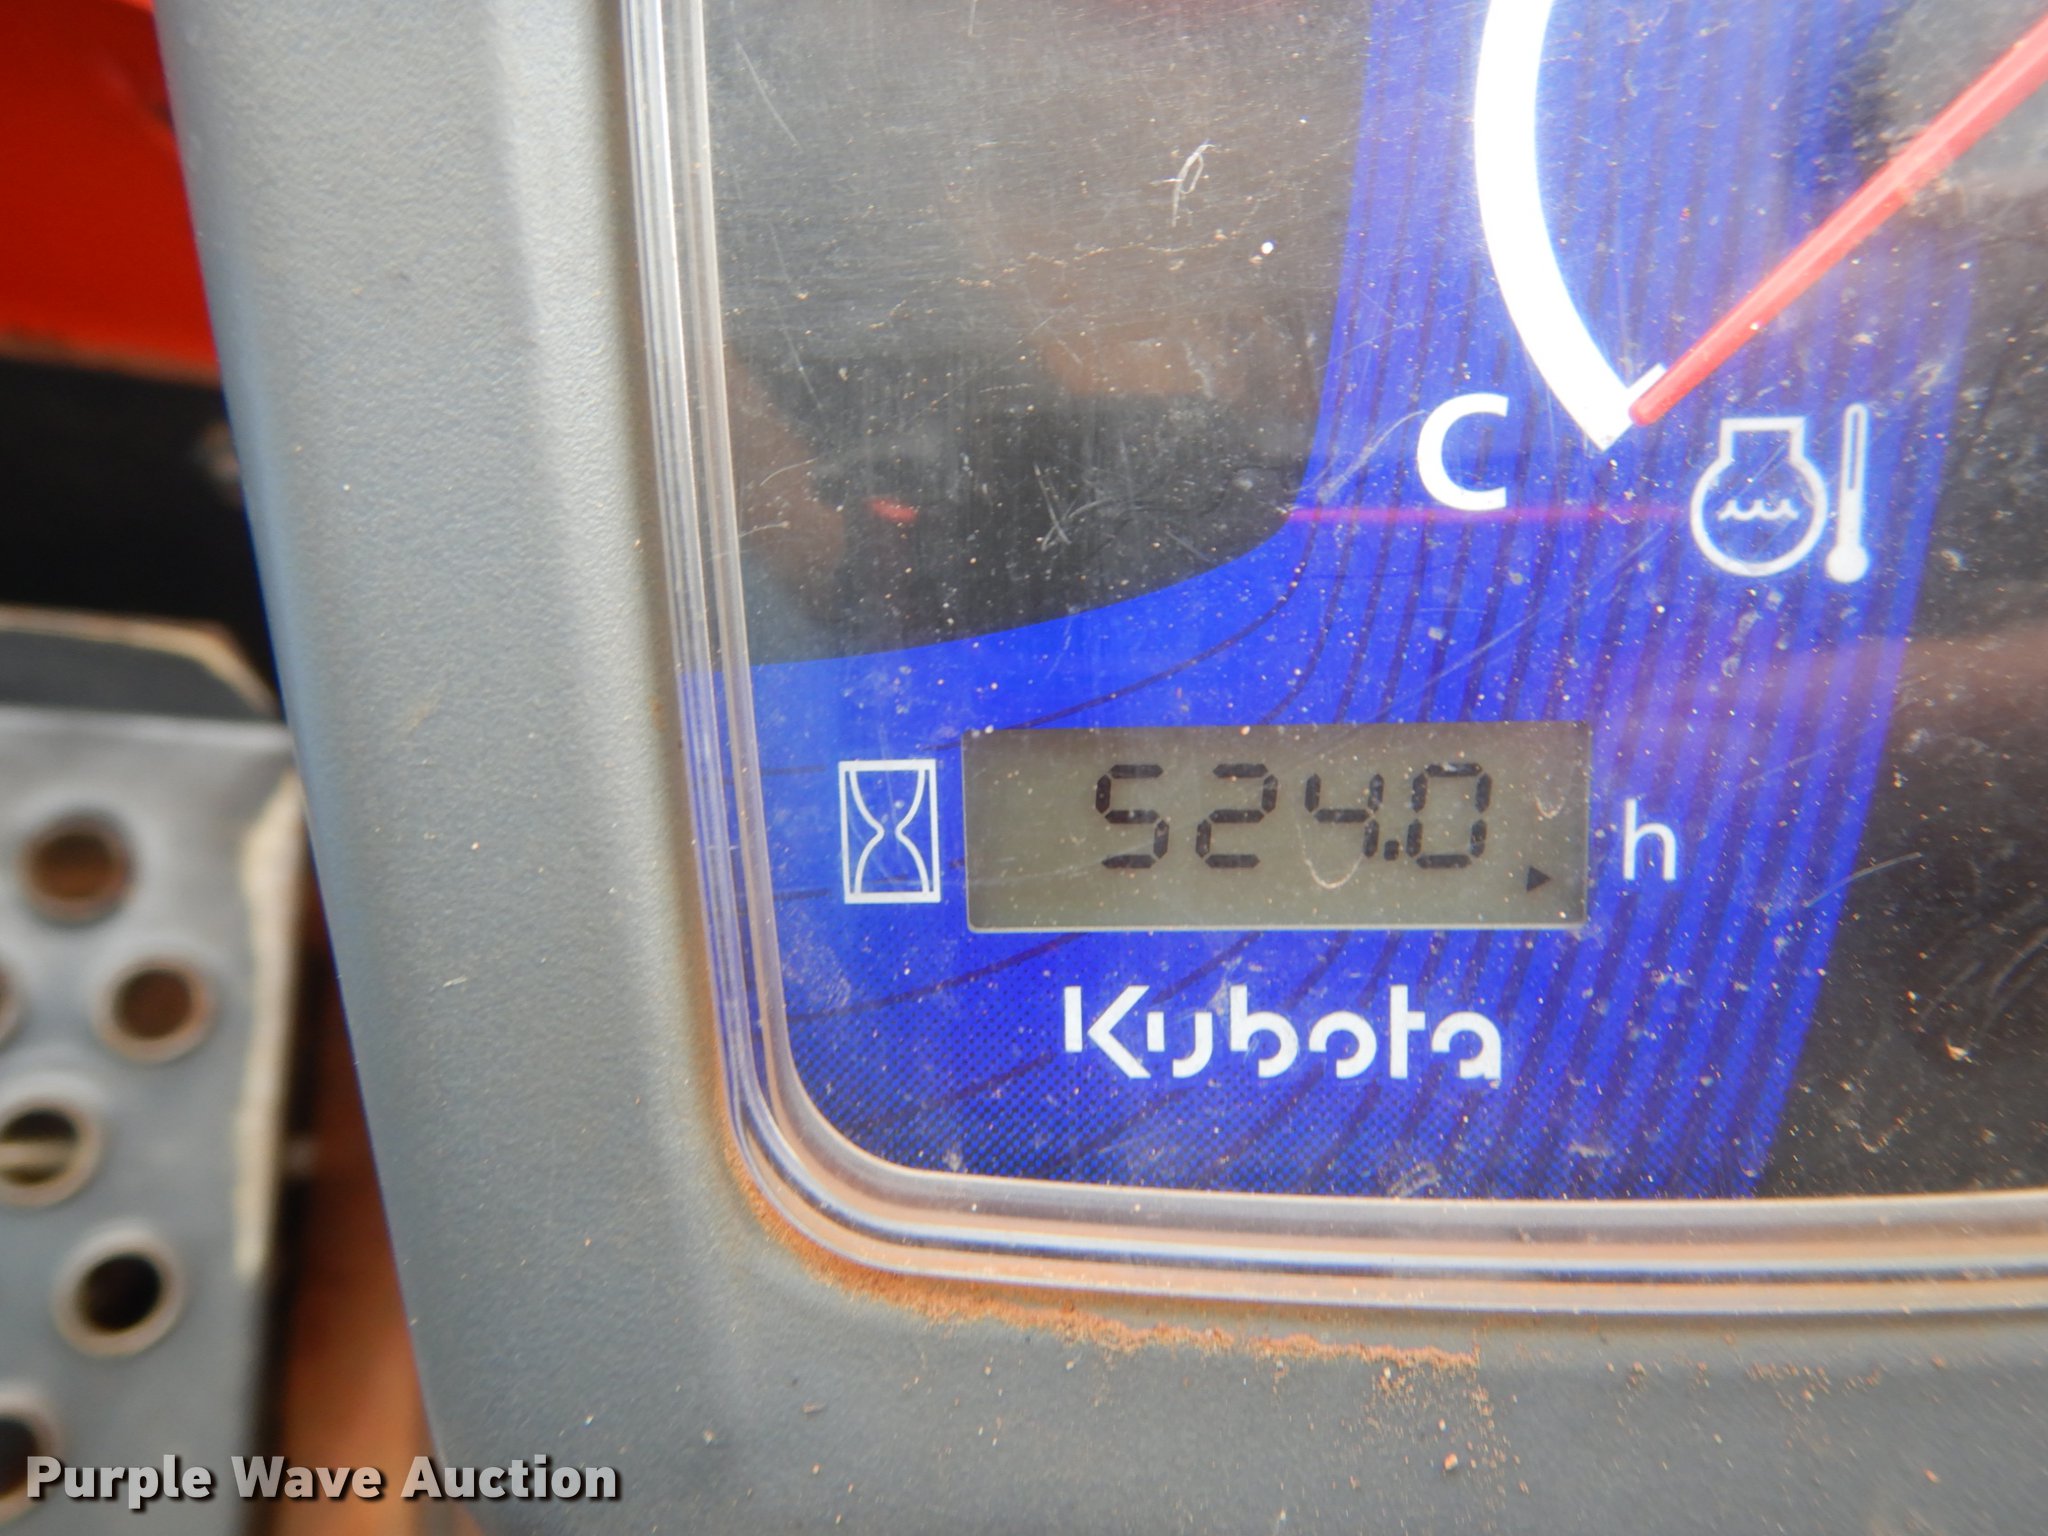 C
524.0 h
Kubota
Purple Wave Auction